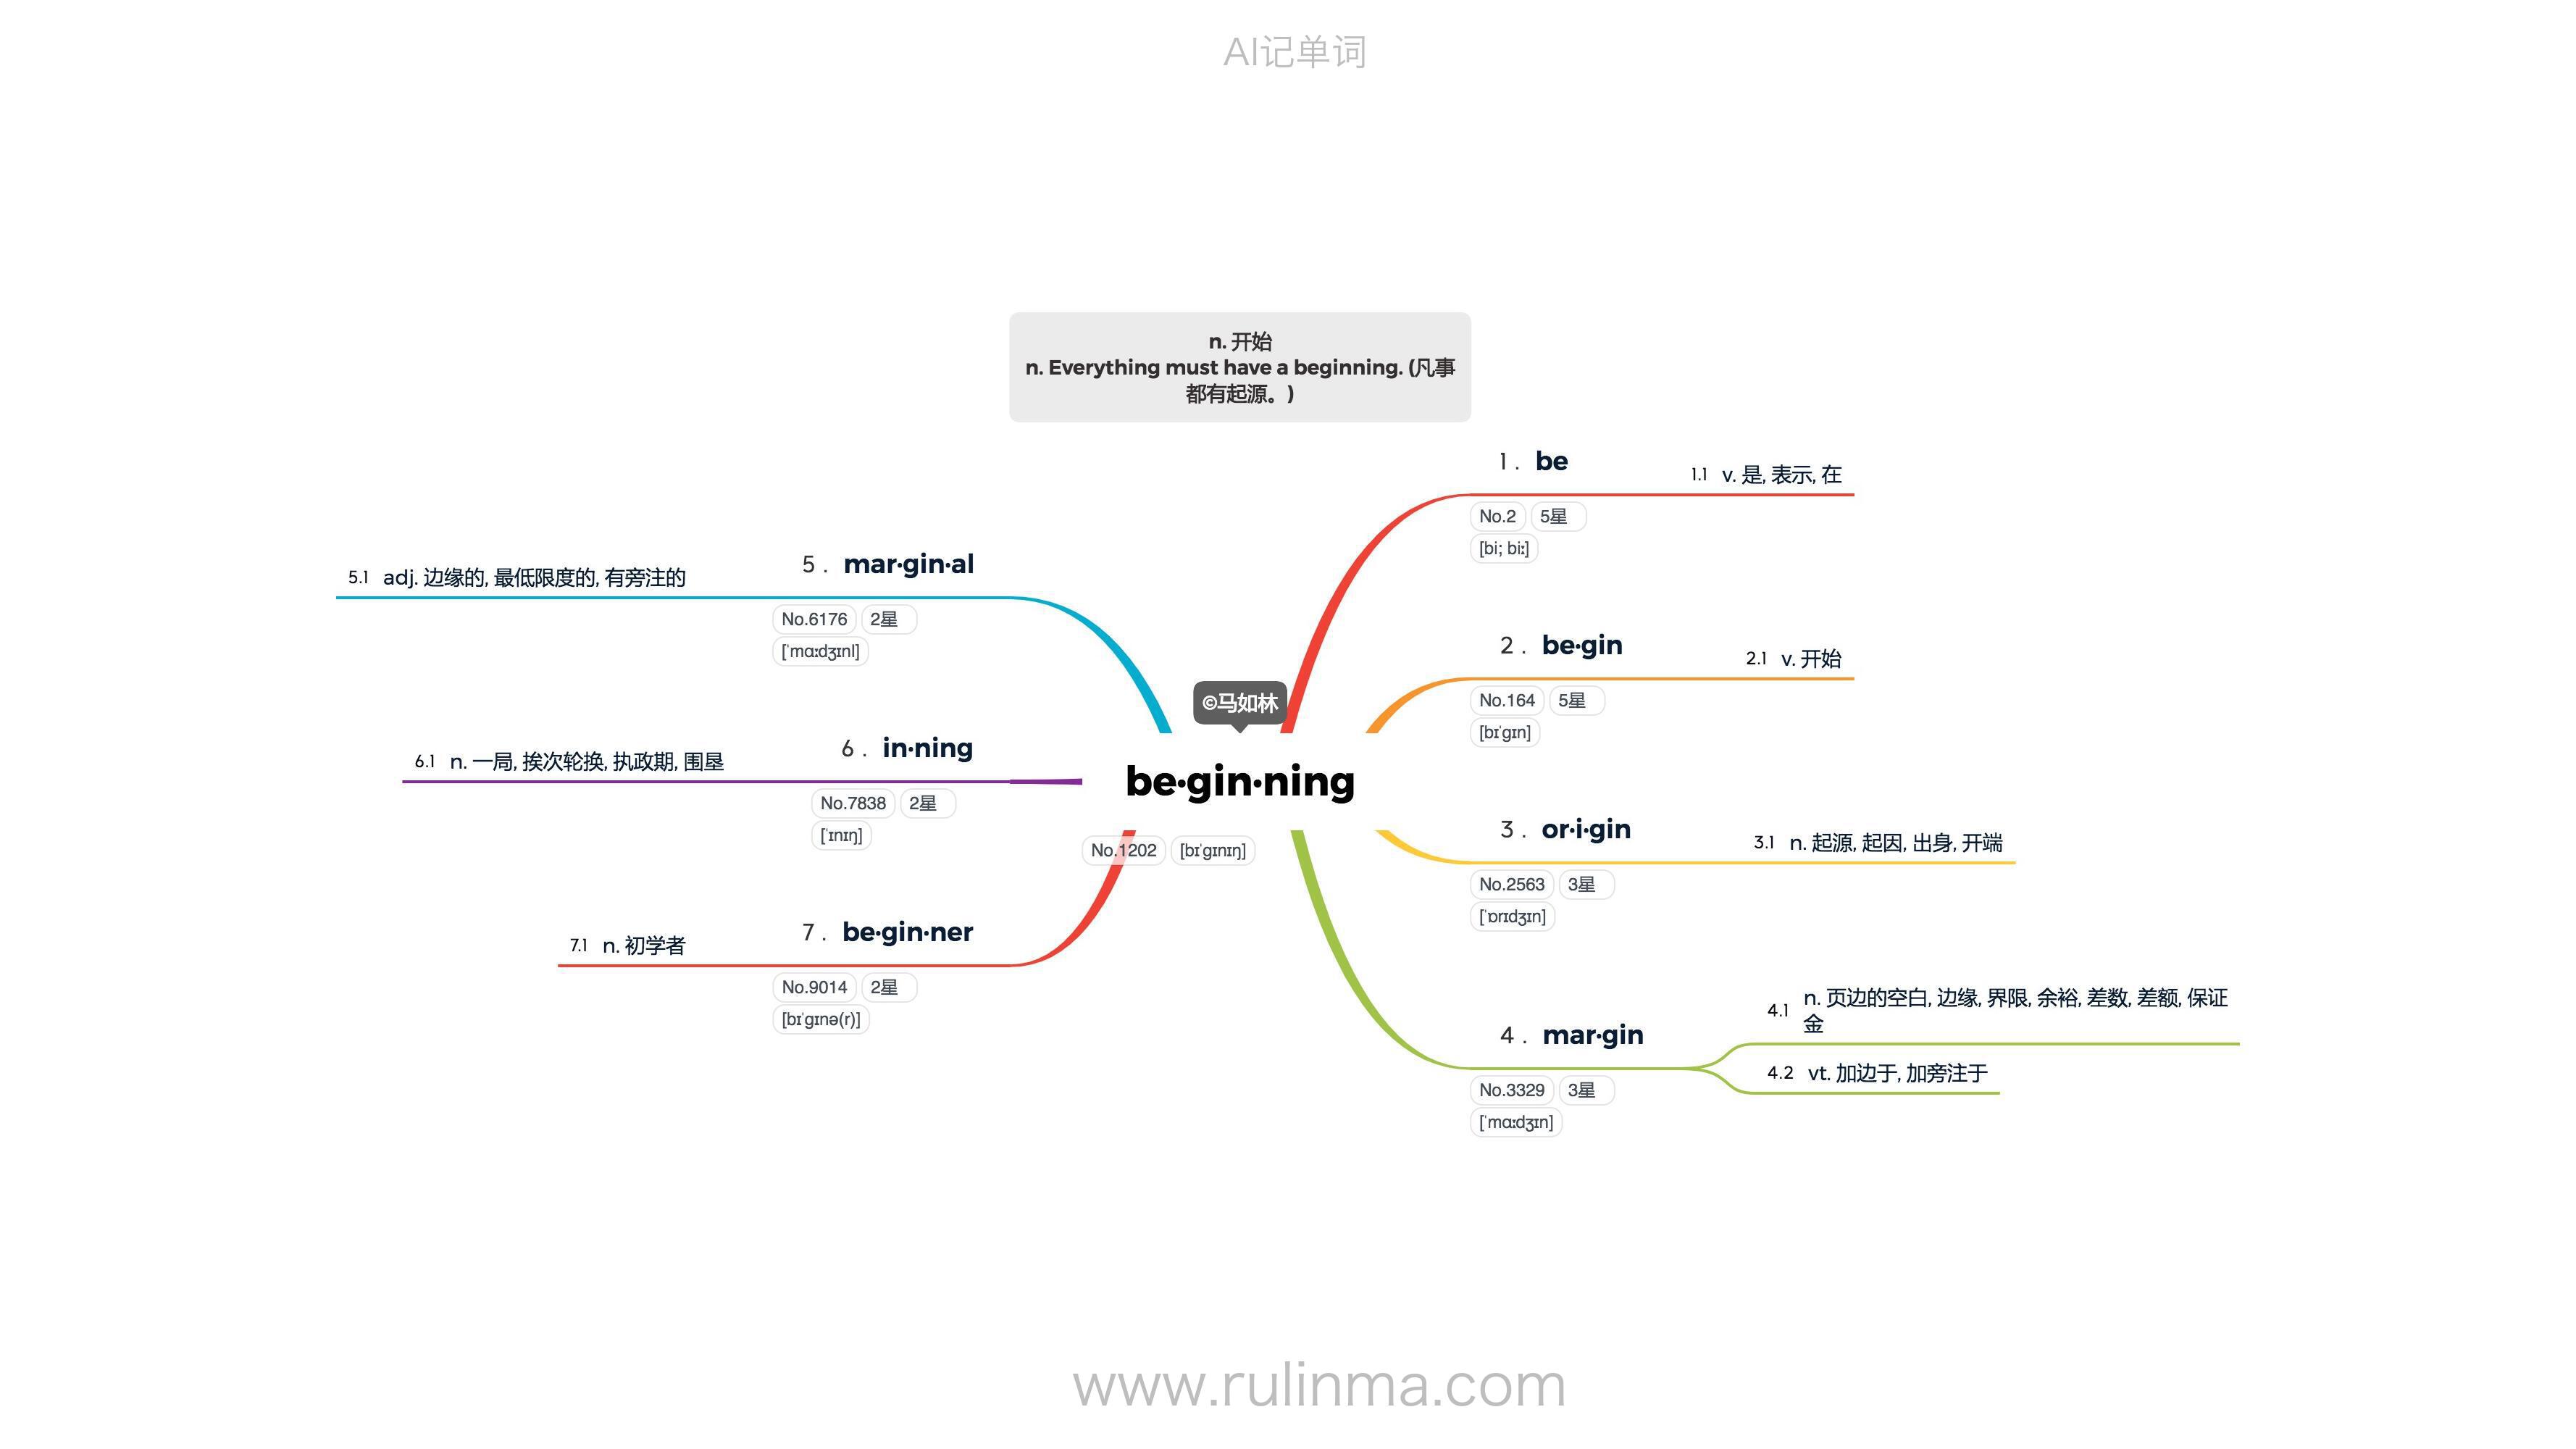 AI记单词
n. 开始
n. Everything must have a beginning. (凡事
都有起源。)
©马如林
be·gin·ning
No.1202 [bɪˈɡɪnɪŋ]
1 . be
No.2 5星
[bi; biː]
1.1 v. 是, 表示, 在
2 . be·gin
No.164 5星
[bɪˈɡɪn]
2.1 v. 开始
3 . or·i·gin
No.2563 3星
[ˈɒrɪdʒɪn]
3.1 n. 起源, 起因, 出身, 开端
4 . mar·gin
No.3329 3星
[ˈmɑːdʒɪn]
4.1 n. 页边的空白, 边缘, 界限, 余裕, 差数, 差额, 保证
金
4.2 vt. 加边于, 加旁注于
5 . mar·gin·al
No.6176 2星
[ˈmɑːdʒɪnl]
5.1 adj. 边缘的, 最低限度的, 有旁注的
6 . in·ning
No.7838 2星
[ˈɪnɪŋ]
6.1 n. 一局, 挨次轮换, 执政期, 围垦
7 . be·gin·ner
No.9014 2星
[bɪˈɡɪnə(r)]
7.1 n. 初学者
www.rulinma.com